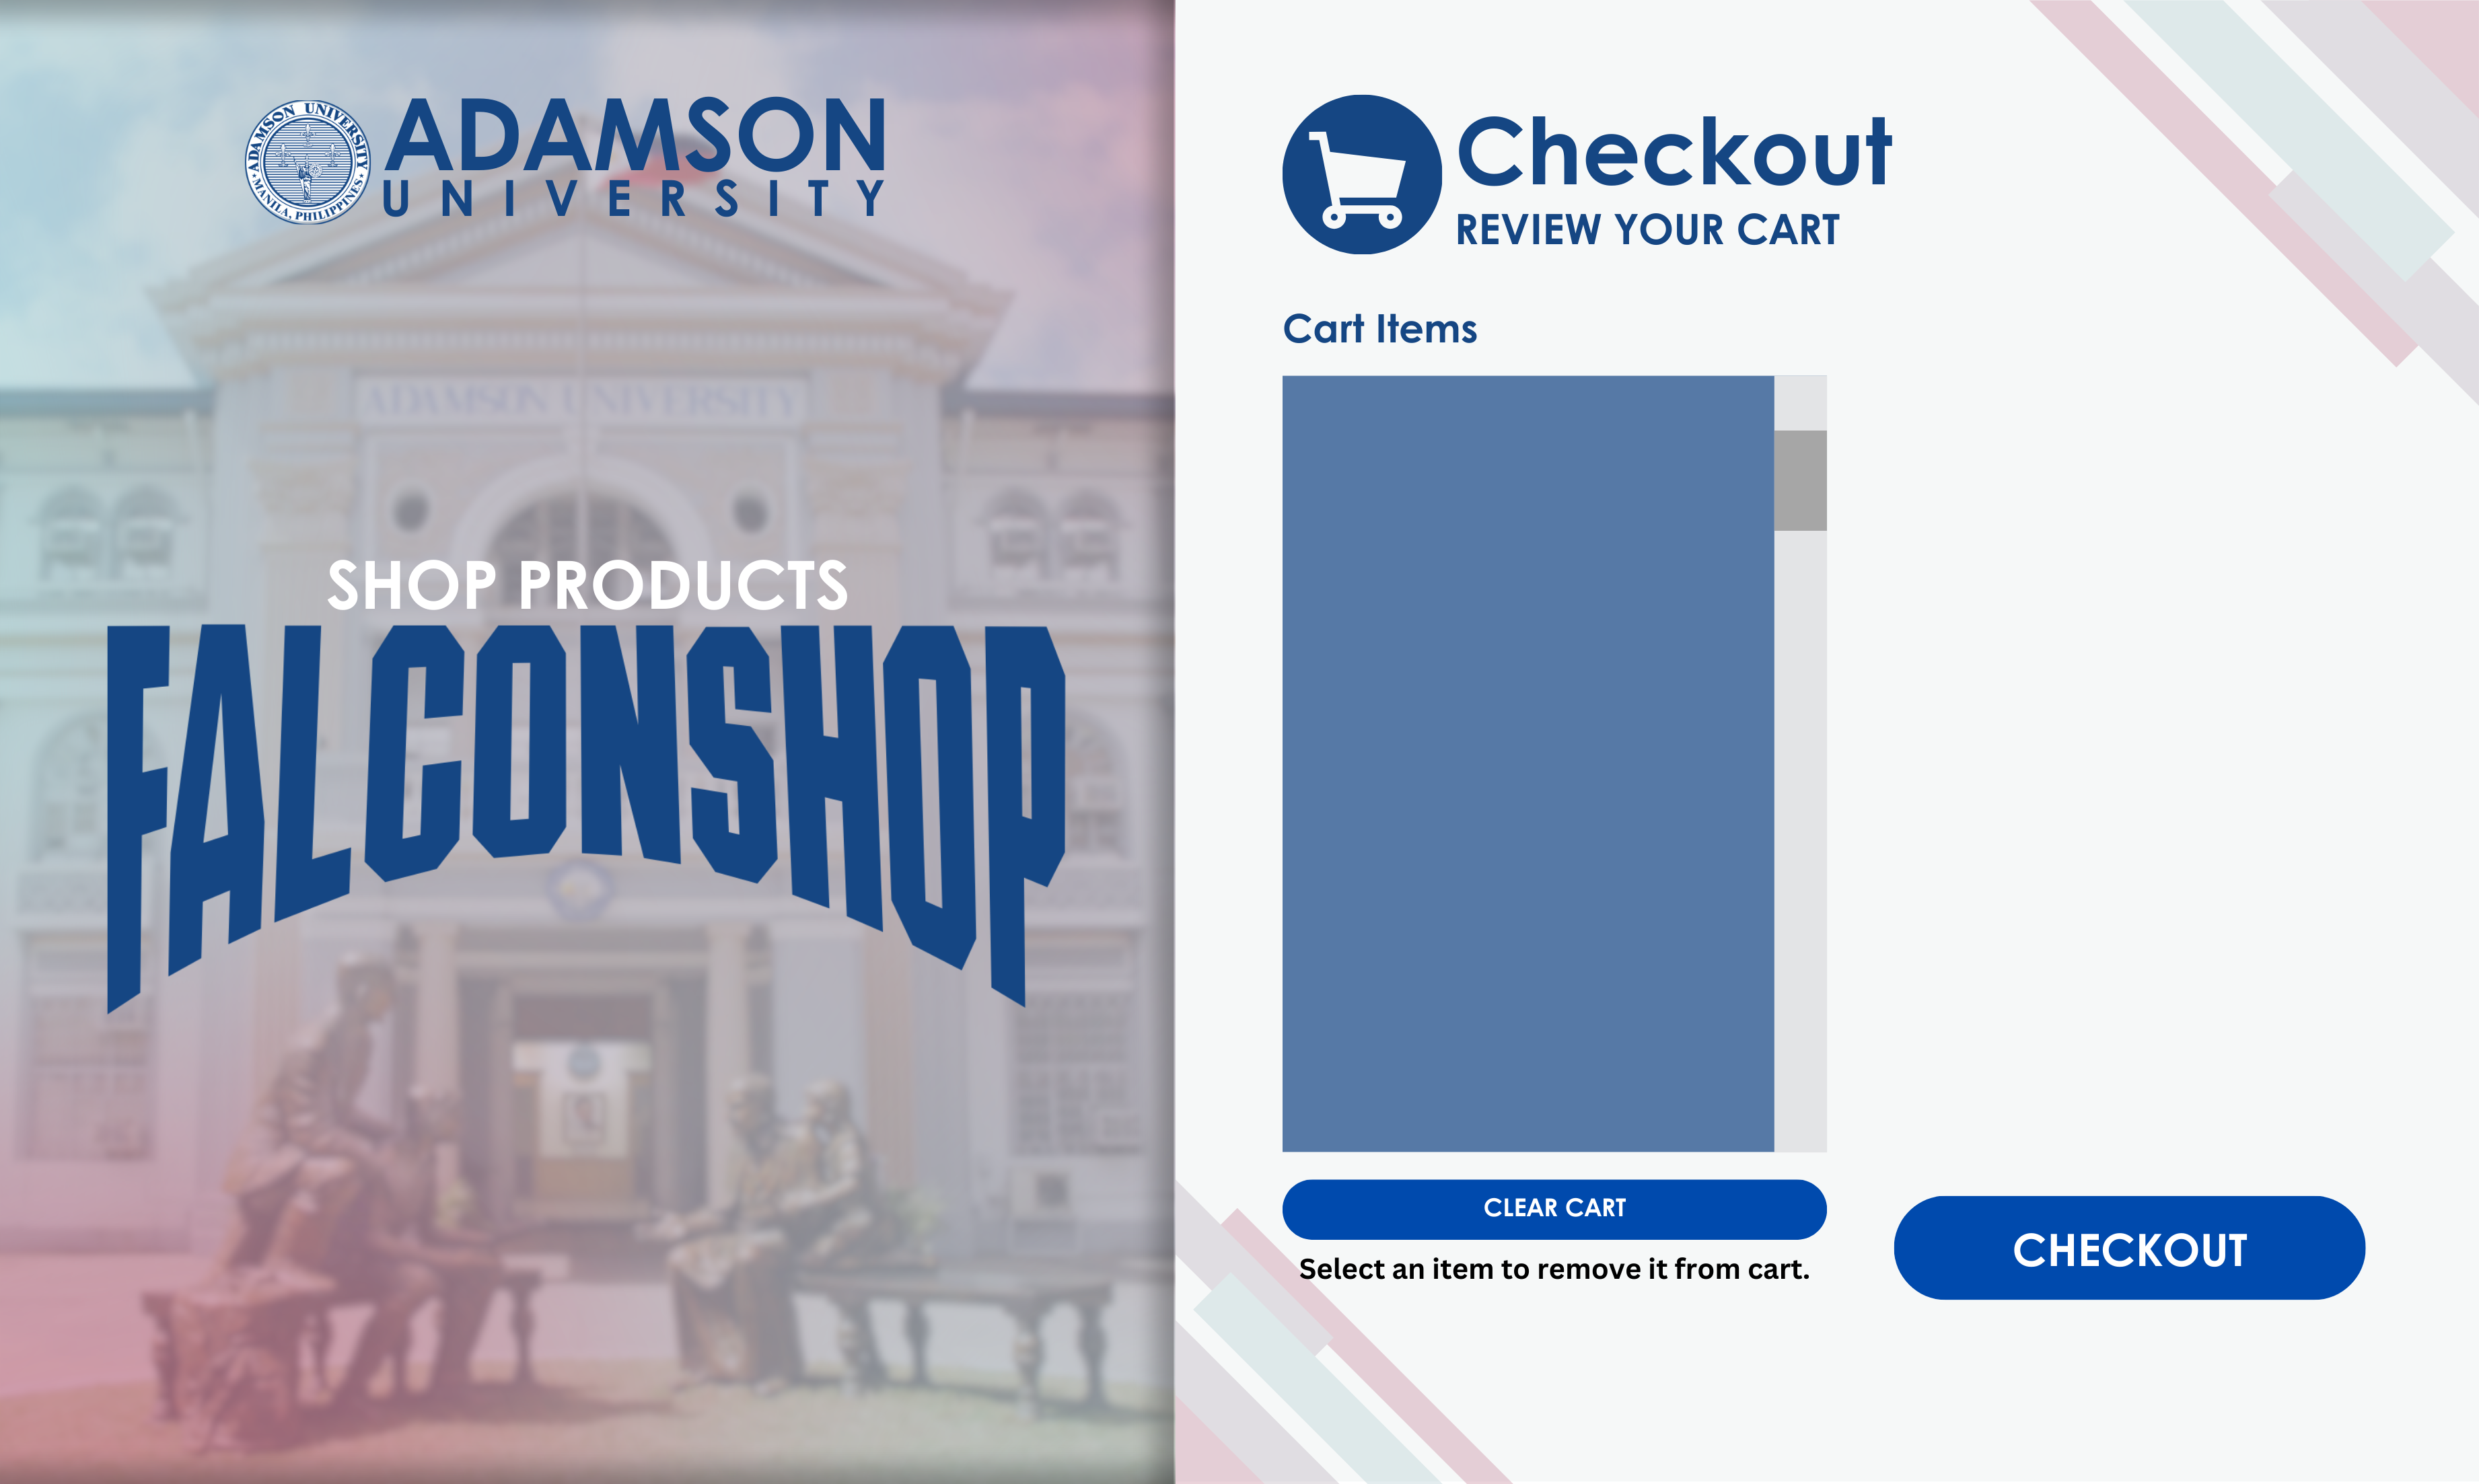 ADAMSON UNIVERSITY
MANILA, PHILIPPINES
ADAMSON
UNIVERSITY
ADAMSON UNIVERSITY
SHOP PRODUCTS
FALCONSHOP
Checkout
REVIEW YOUR CART
Cart Items
CLEAR CART
Select an item to remove it from cart.
CHECKOUT